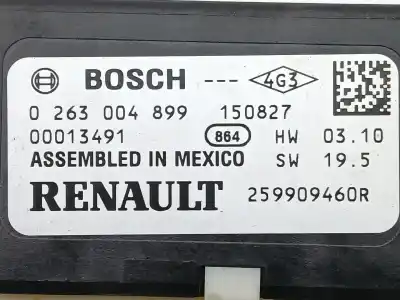 BOSCH --- 4G3
0 263 004 899 150827
00013491 864 HW 03.10
ASSEMBLED IN MEXICO SW 19.5
RENAULT 259909460R